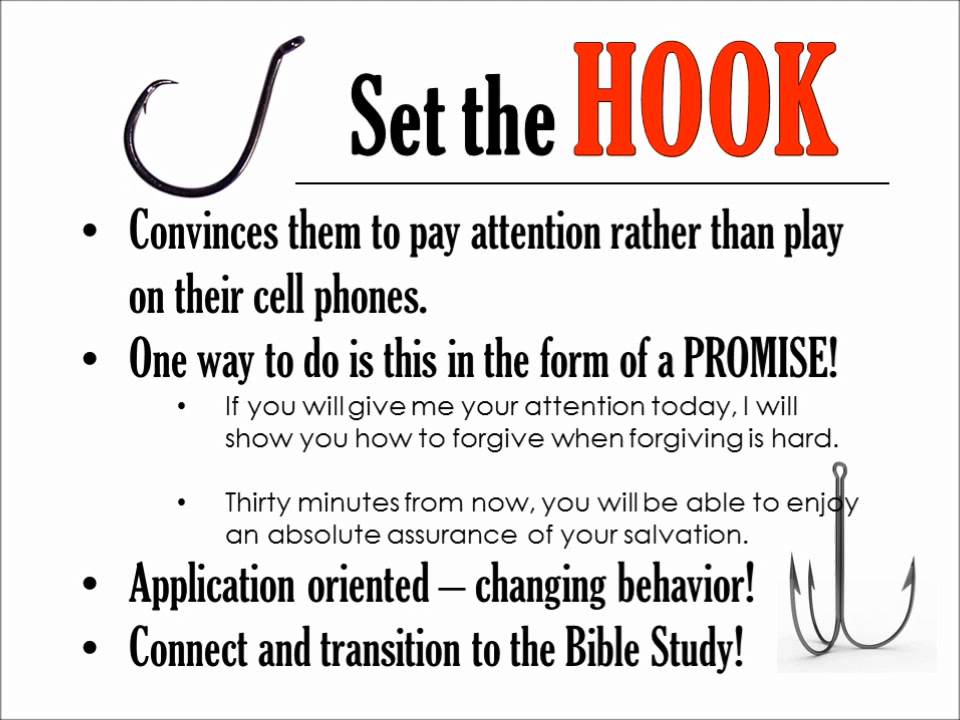 Set the HOOK
• Convinces them to pay attention rather than play
on their cell phones.
• One way to do is this in the form of a PROMISE!
• If you will give me your attention today, I will
show you how to forgive when forgiving is hard.
• Thirty minutes from now, you will be able to enjoy
an absolute assurance of your salvation.
• Application oriented – changing behavior!
• Connect and transition to the Bible Study!